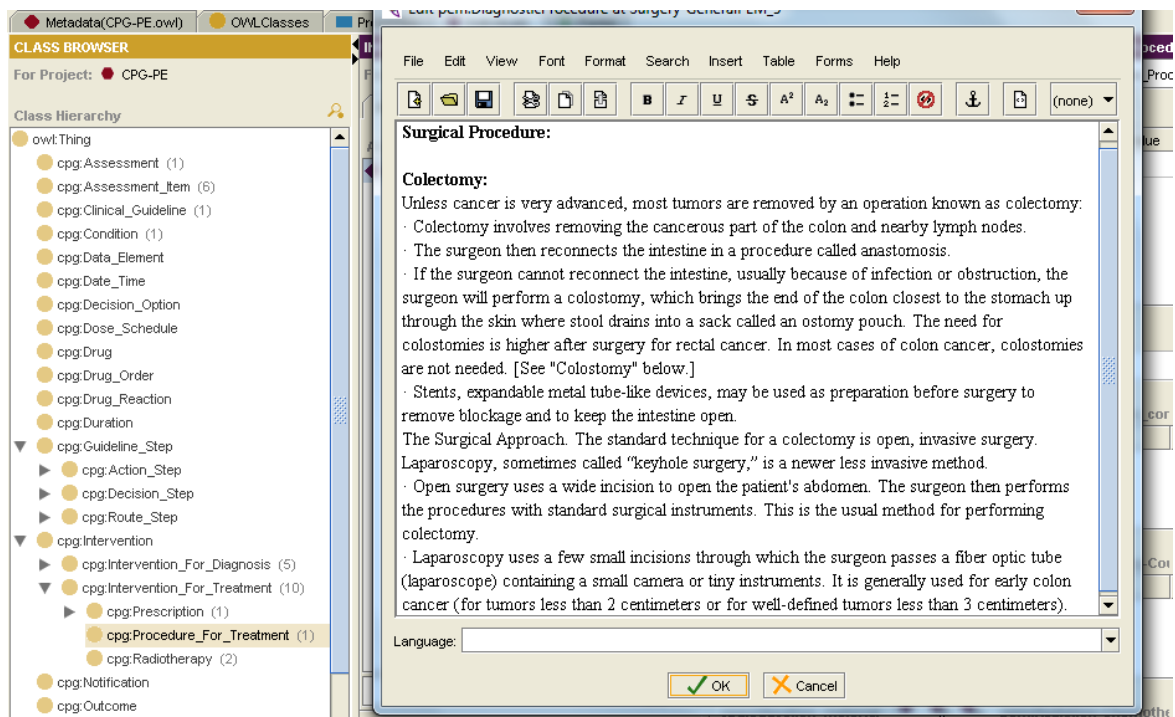 Metadata(CPG-PE.owl)
OWLClasses
CLASS BROWSER
For Project: CPG-PE
Class Hierarchy
owl:Thing
cpg:Assessment (1)
cpg:Assessment_Item (6)
cpg:Clinical_Guideline (1)
cpg:Condition (1)
cpg:Data_Element
cpg:Date_Time
cpg:Decision_Option
cpg:Dose_Schedule
cpg:Drug
cpg:Drug_Order
cpg:Drug_Reaction
cpg:Duration
cpg:Guideline_Step
cpg:Action_Step
cpg:Decision_Step
cpg:Route_Step
cpg:Intervention
cpg:Intervention_For_Diagnosis (5)
cpg:Intervention_For_Treatment (10)
cpg:Prescription (1)
cpg:Procedure_For_Treatment (1)
cpg:Radiotherapy (2)
cpg:Notification
cpg:Outcome
File Edit View Font Format Search Insert Table Forms Help
B I U S A² A₂ (none)
Surgical Procedure:
Colectomy:
Unless cancer is very advanced, most tumors are removed by an operation known as colectomy:
· Colectomy involves removing the cancerous part of the colon and nearby lymph nodes.
· The surgeon then reconnects the intestine in a procedure called anastomosis.
· If the surgeon cannot reconnect the intestine, usually because of infection or obstruction, the
surgeon will perform a colostomy, which brings the end of the colon closest to the stomach up
through the skin where stool drains into a sack called an ostomy pouch. The need for
colostomies is higher after surgery for rectal cancer. In most cases of colon cancer, colostomies
are not needed. [See "Colostomy" below.]
· Stents, expandable metal tube-like devices, may be used as preparation before surgery to
remove blockage and to keep the intestine open.
The Surgical Approach. The standard technique for a colectomy is open, invasive surgery.
Laparoscopy, sometimes called “keyhole surgery,” is a newer less invasive method.
· Open surgery uses a wide incision to open the patient's abdomen. The surgeon then performs
the procedures with standard surgical instruments. This is the usual method for performing
colectomy.
· Laparoscopy uses a few small incisions through which the surgeon passes a fiber optic tube
(laparoscope) containing a small camera or tiny instruments. It is generally used for early colon
cancer (for tumors less than 2 centimeters or for well-defined tumors less than 3 centimeters).
Language:
OK
Cancel